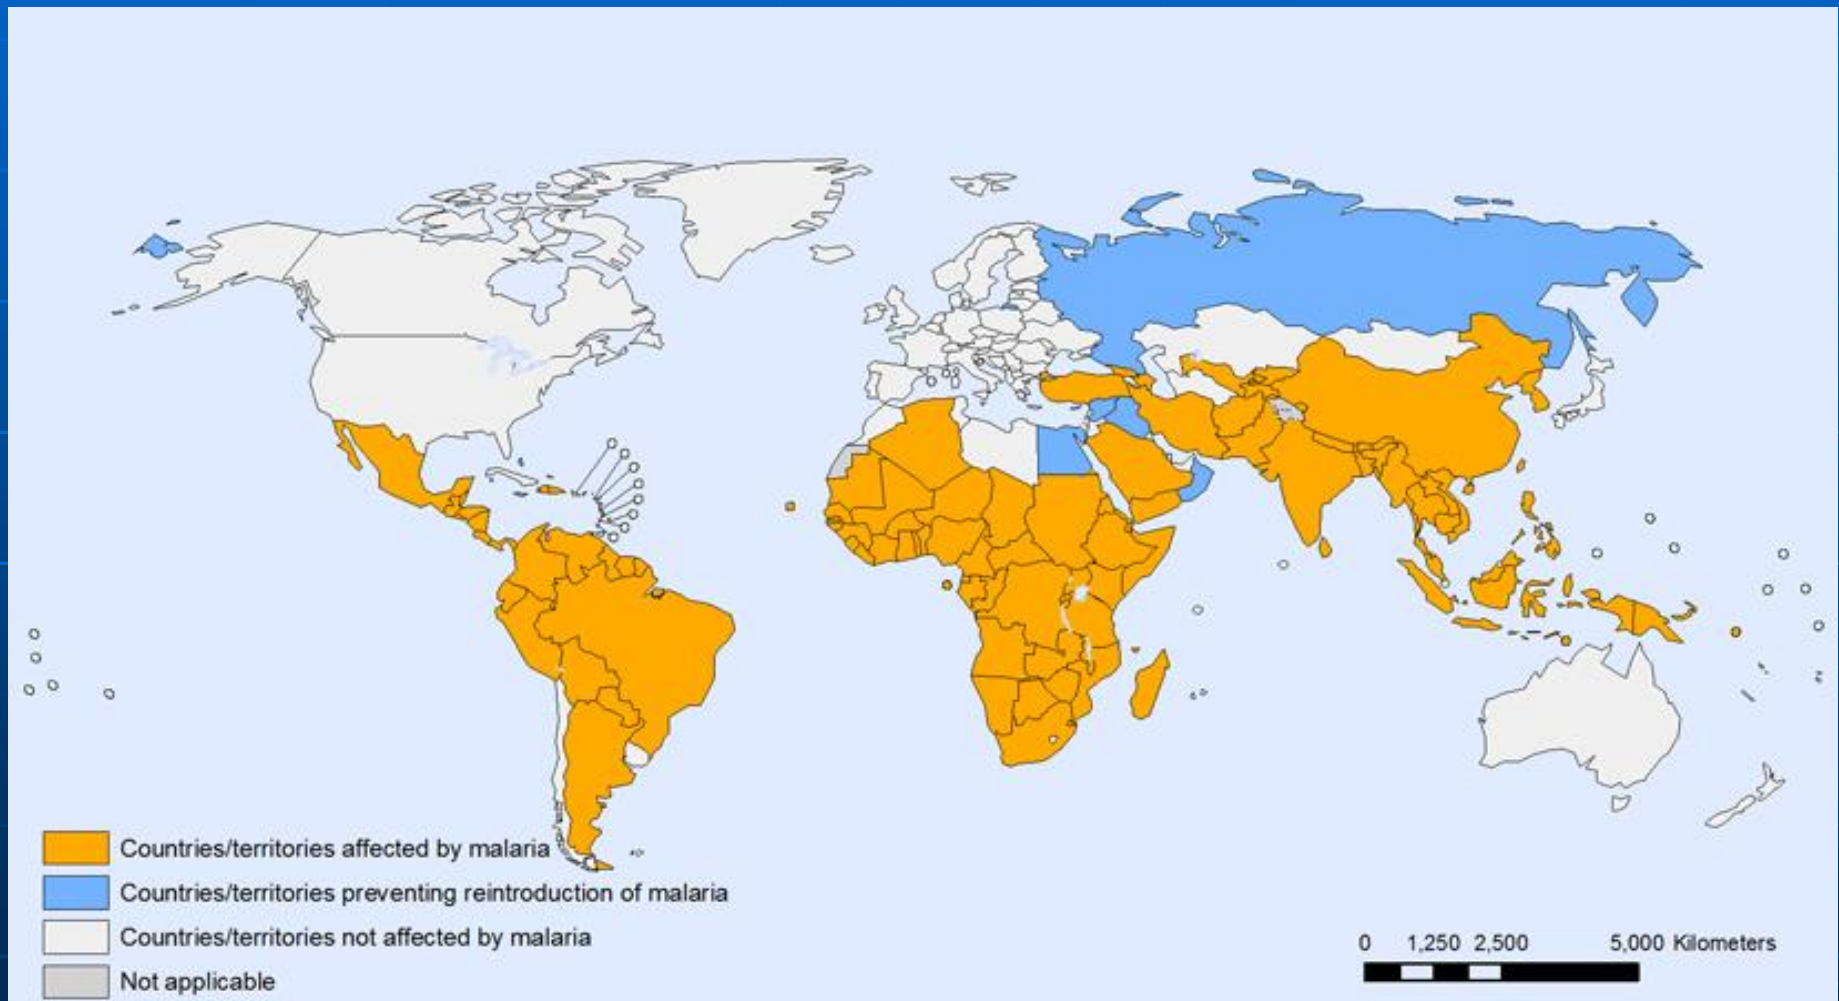 Countries/territories affected by malaria
Countries/territories preventing reintroduction of malaria
Countries/territories not affected by malaria
Not applicable
0 1,250 2,500 5,000 Kilometers